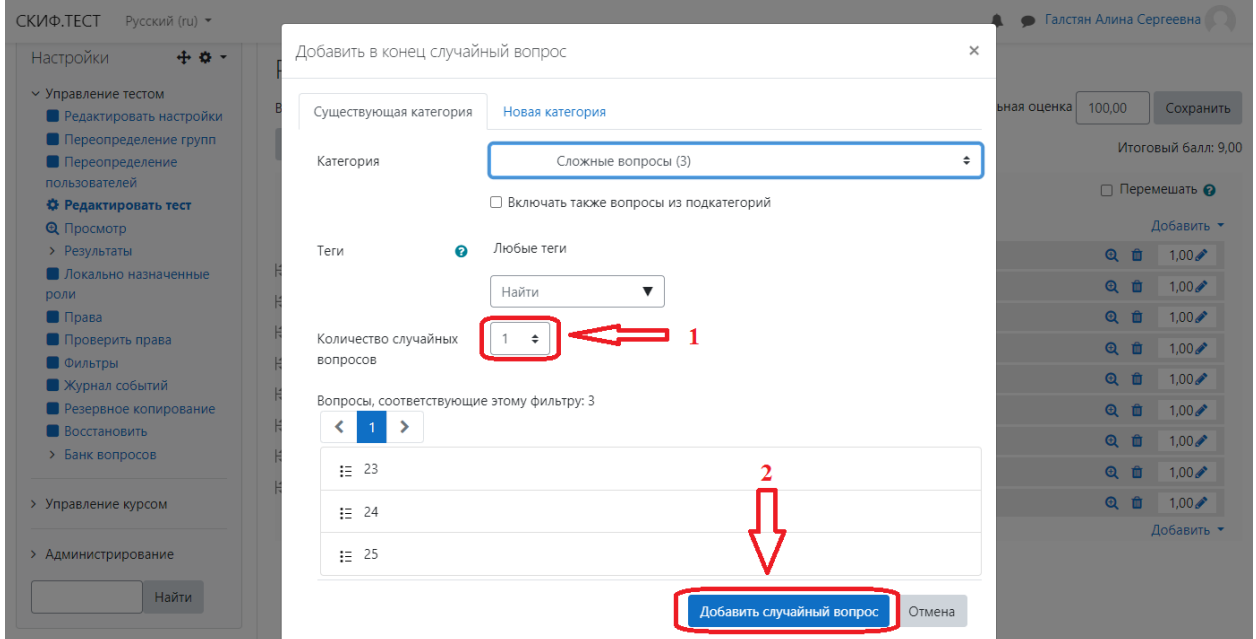 СКИФ.ТЕСТ Русский (ru)
Галстян Алина Сергеевна
Настройки
Управление тестом
Редактировать настройки
Переопределение групп
Переопределение
пользователей
Редактировать тест
Просмотр
Результаты
Локально назначенные
роли
Права
Проверить права
Фильтры
Журнал событий
Резервное копирование
Восстановить
Банк вопросов
Управление курсом
Администрирование
Найти
Добавить в конец случайный вопрос ×
Существующая категория Новая категория
Категория Сложные вопросы (3)
Включать также вопросы из подкатегорий
Теги ? Любые теги
Найти ▼
Количество случайных 1 1
вопросов
Вопросы, соответствующие этому фильтру: 3
< 1 >
23
24
25
2
Добавить случайный вопрос Отмена
ьная оценка 100,00 Сохранить
Итоговый балл: 9,00
Перемешать ?
Добавить
1,00
1,00
1,00
1,00
1,00
1,00
1,00
1,00
1,00
Добавить